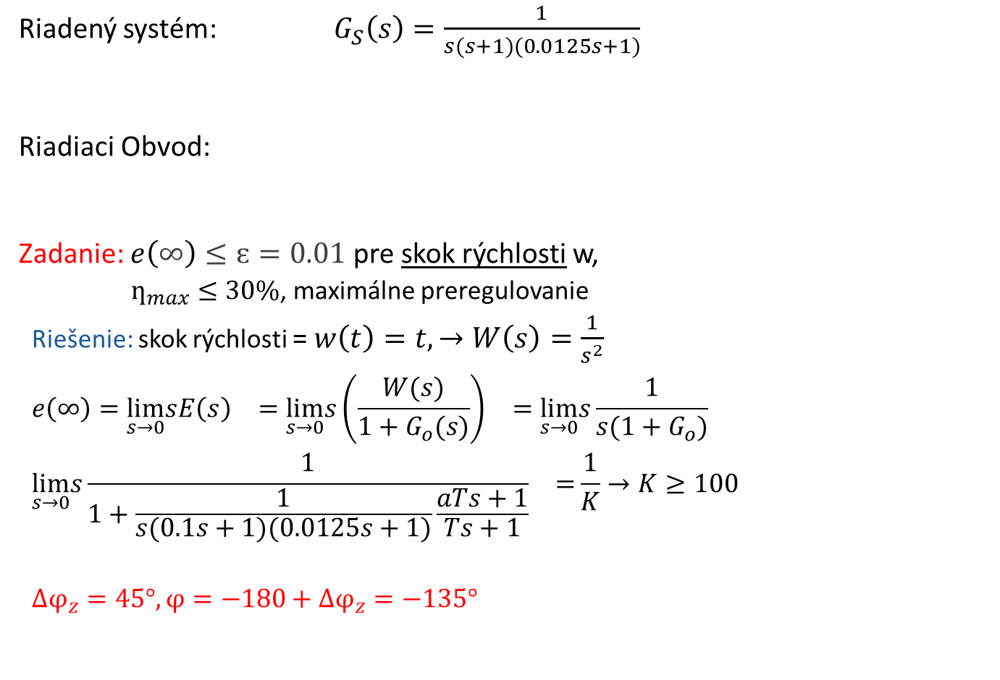 Riadený systém: $G_S(s) = \frac{1}{s(s+1)(0.0125s+1)}$
Riadiaci Obvod:
Zadanie: $e(\infty) \leq \varepsilon = 0.01$ pre skok rýchlosti w,
$\eta_{max} \leq 30\%$, maximálne preregulovanie
Riešenie: skok rýchlosti = $w(t) = t, \rightarrow W(s) = \frac{1}{s^2}$
$e(\infty) = \lim_{s \to 0} sE(s) = \lim_{s \to 0} s\left(\frac{W(s)}{1 + G_o(s)}\right) = \lim_{s \to 0} s\frac{1}{s(1 + G_o)}$
$\lim_{s \to 0} s\frac{1}{1 + \frac{1}{s(0.1s + 1)(0.0125s + 1)}\frac{aTs + 1}{Ts + 1}} = \frac{1}{K} \rightarrow K \geq 100$
$\Delta\varphi_z = 45°, \varphi = -180 + \Delta\varphi_z = -135°$